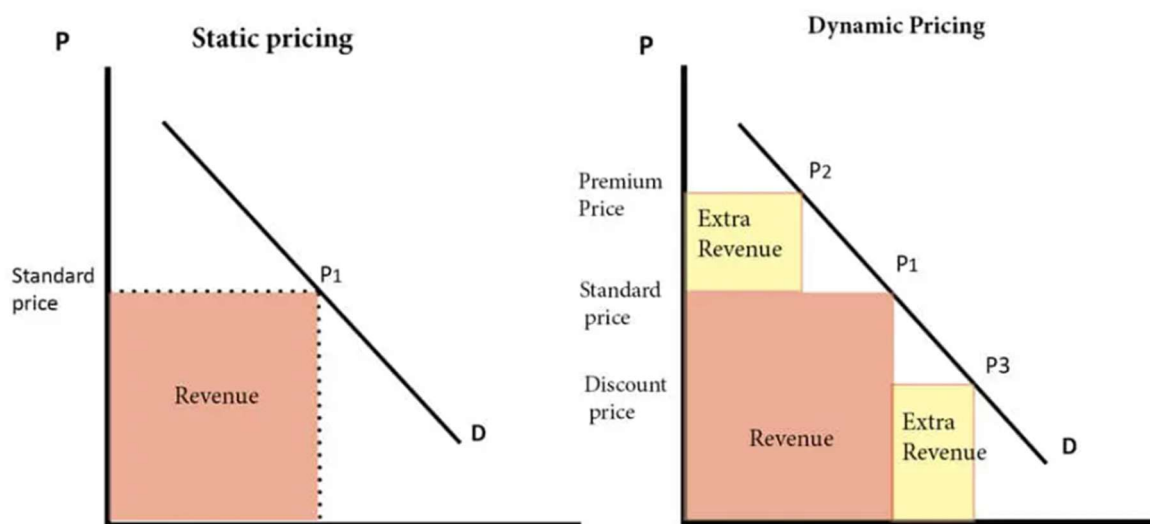 Static pricing
P
P1
Standard
price
Revenue
D
Dynamic Pricing
P
P2
Premium
Price
Extra
Revenue
P1
Standard
price
P3
Discount
price
Extra
Revenue
Revenue
D